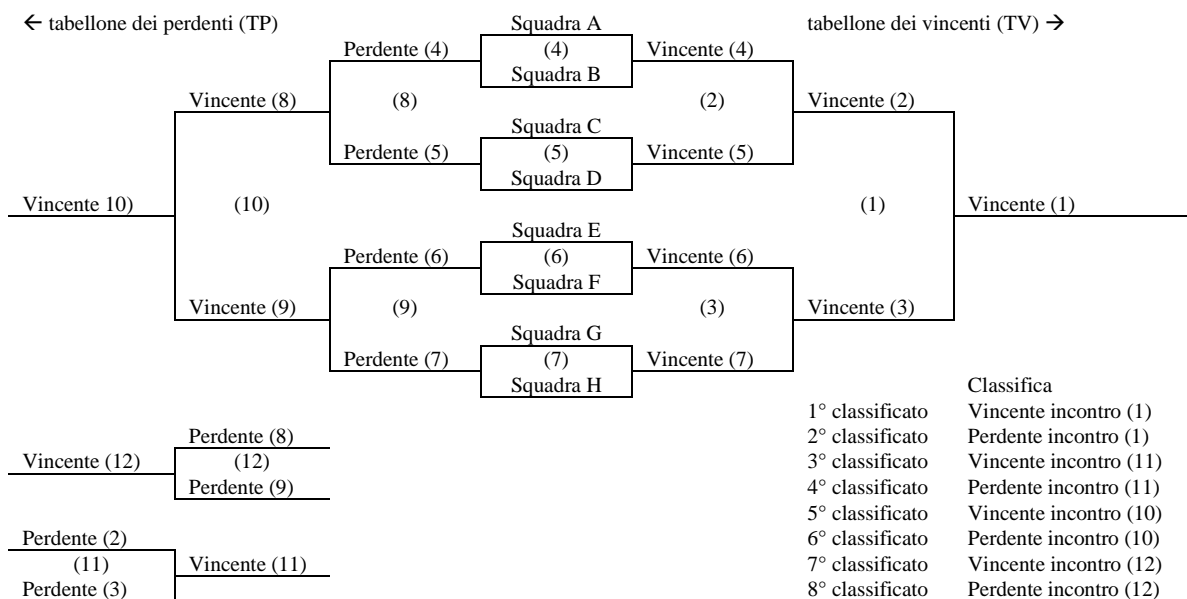 ← tabellone dei perdenti (TP) Squadra A tabellone dei vincenti (TV) →
Perdente (4) (4) Vincente (4)
Squadra B
Vincente (8) (8) (2) Vincente (2)
Squadra C
Perdente (5) (5) Vincente (5)
Squadra D
Vincente 10) (10) (1) Vincente (1)
Squadra E
Perdente (6) (6) Vincente (6)
Squadra F
Vincente (9) (9) (3) Vincente (3)
Squadra G
Perdente (7) (7) Vincente (7)
Squadra H
Classifica
1° classificato Vincente incontro (1)
2° classificato Perdente incontro (1)
3° classificato Vincente incontro (11)
4° classificato Perdente incontro (11)
5° classificato Vincente incontro (10)
6° classificato Perdente incontro (10)
7° classificato Vincente incontro (12)
8° classificato Perdente incontro (12)
Perdente (8)
Vincente (12) (12)
Perdente (9)
Perdente (2)
(11) Vincente (11)
Perdente (3)